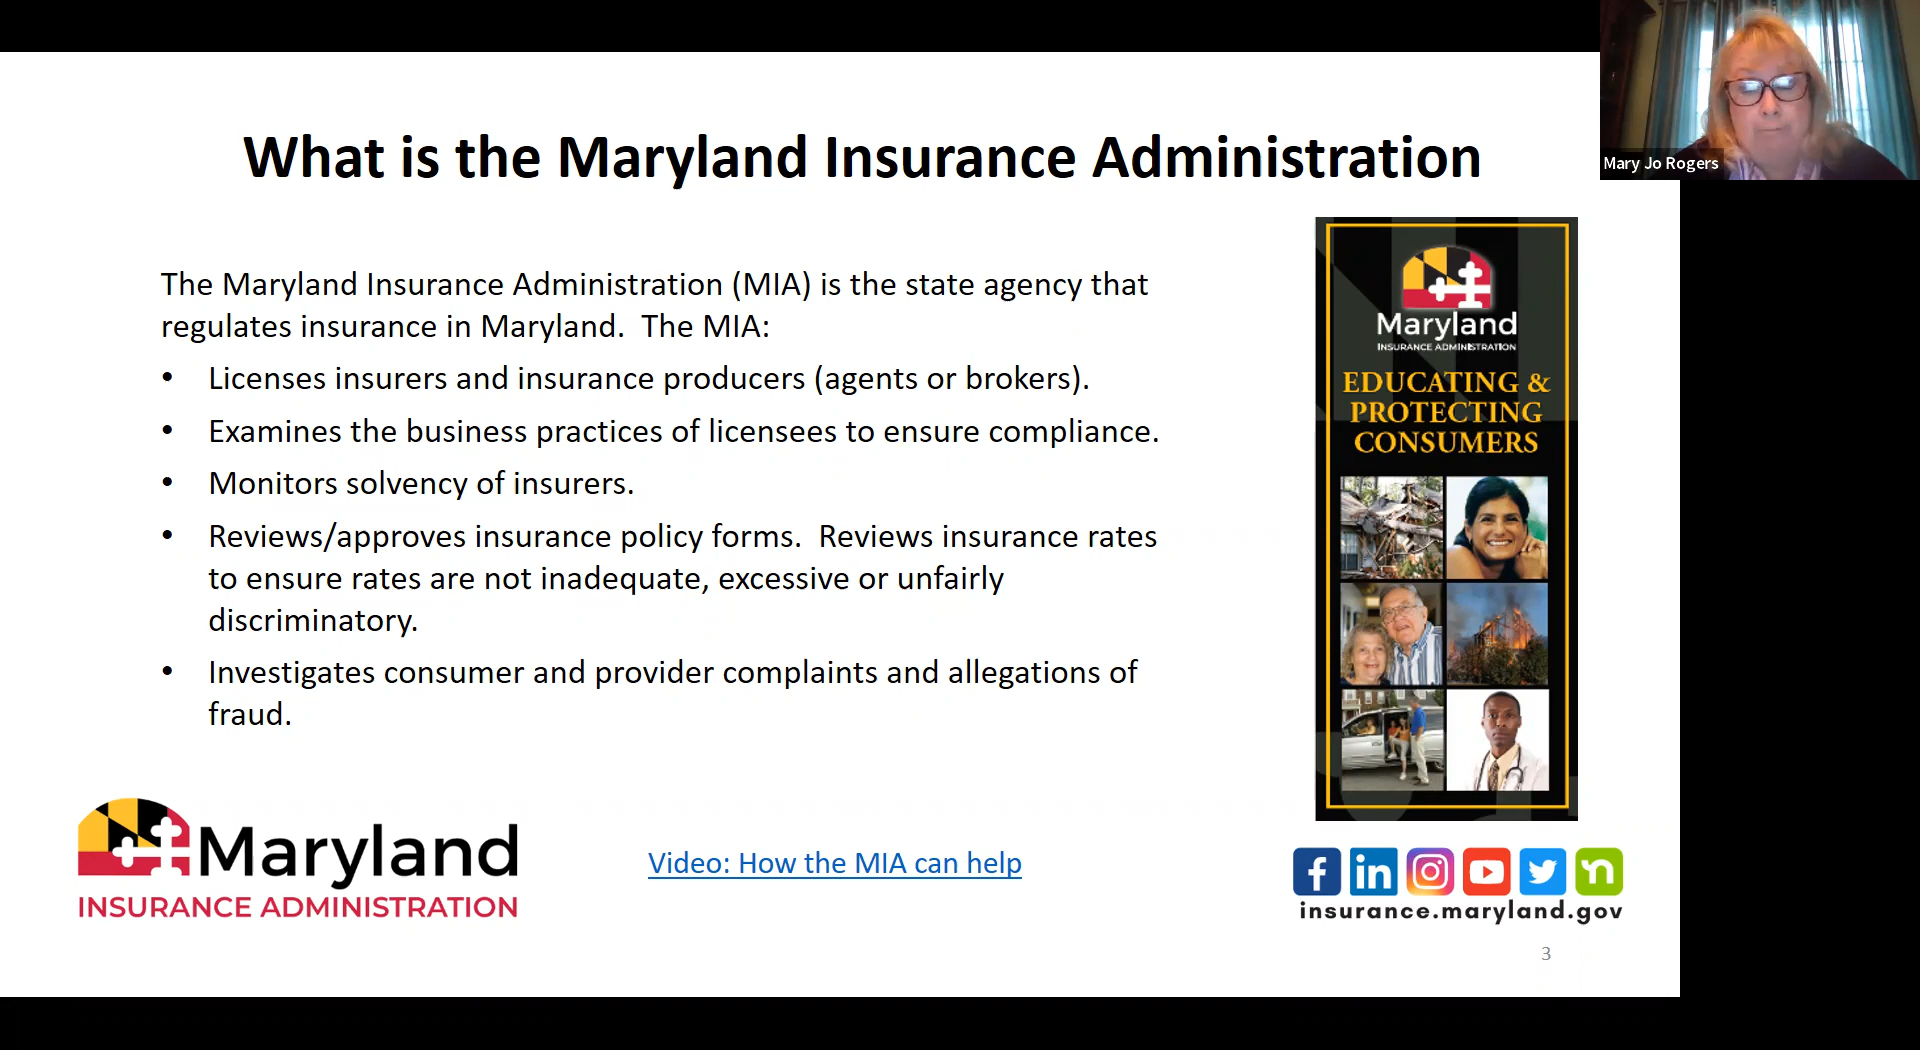 What is the Maryland Insurance Administration
Mary Jo Rogers
The Maryland Insurance Administration (MIA) is the state agency that
regulates insurance in Maryland.  The MIA:
• Licenses insurers and insurance producers (agents or brokers).
• Examines the business practices of licensees to ensure compliance.
• Monitors solvency of insurers.
• Reviews/approves insurance policy forms.  Reviews insurance rates
to ensure rates are not inadequate, excessive or unfairly
discriminatory.
• Investigates consumer and provider complaints and allegations of
fraud.
Maryland
INSURANCE ADMINISTRATION
EDUCATING &
PROTECTING
CONSUMERS
Maryland
INSURANCE ADMINISTRATION
Video: How the MIA can help
f in n
insurance.maryland.gov
3